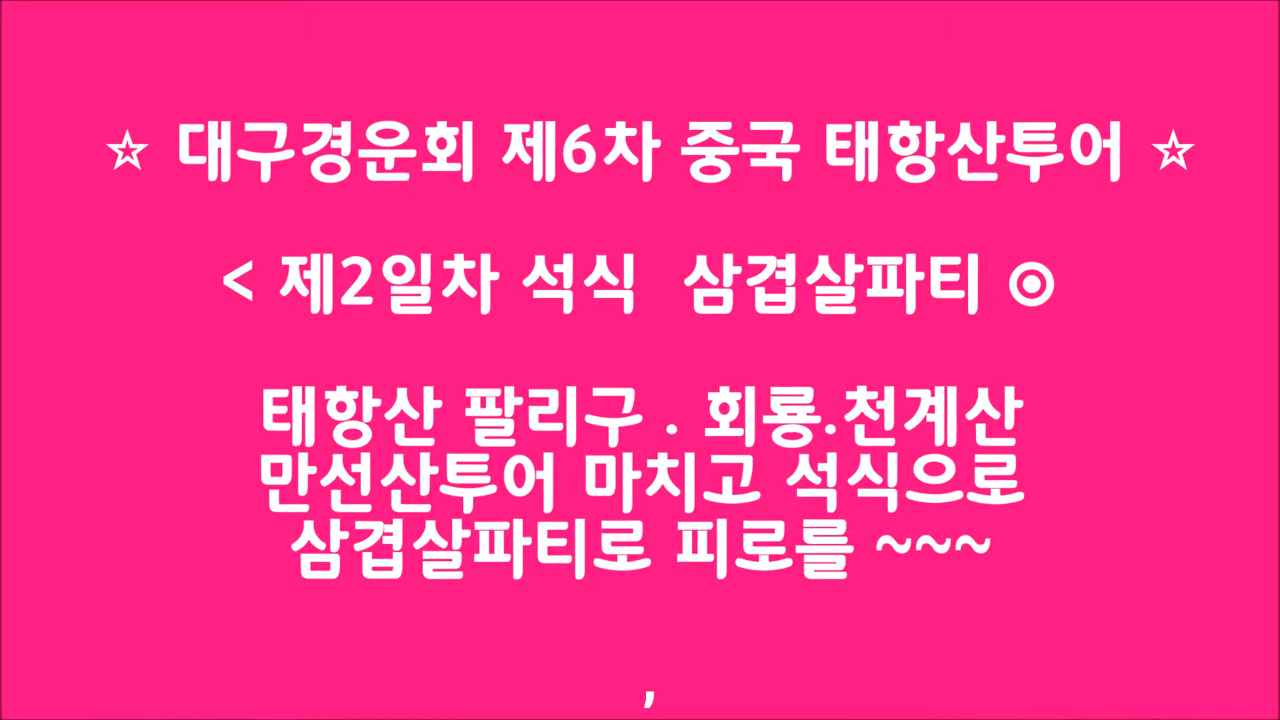 ☆ 대구경운회 제6차 중국 태항산투어 ☆
< 제2일차 석식 삼겹살파티 ◎
태항산 팔리구 . 회룡.천계산
만선산투어 마치고 석식으로
삼겹살파티로 피로를 ~~~
,